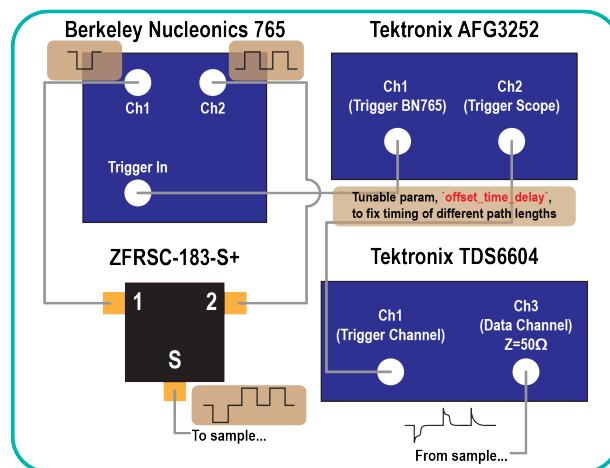 Berkeley Nucleonics 765
Ch1
Ch2
Trigger In
Tektronix AFG3252
Ch1
(Trigger BN765)
Ch2
(Trigger Scope)
Tunable param, `offset_time_delay`,
to fix timing of different path lengths
ZFRSC-183-S+
1
2
S
To sample...
Tektronix TDS6604
Ch1
(Trigger Channel)
Ch3
(Data Channel)
Z=50Ω
From sample...